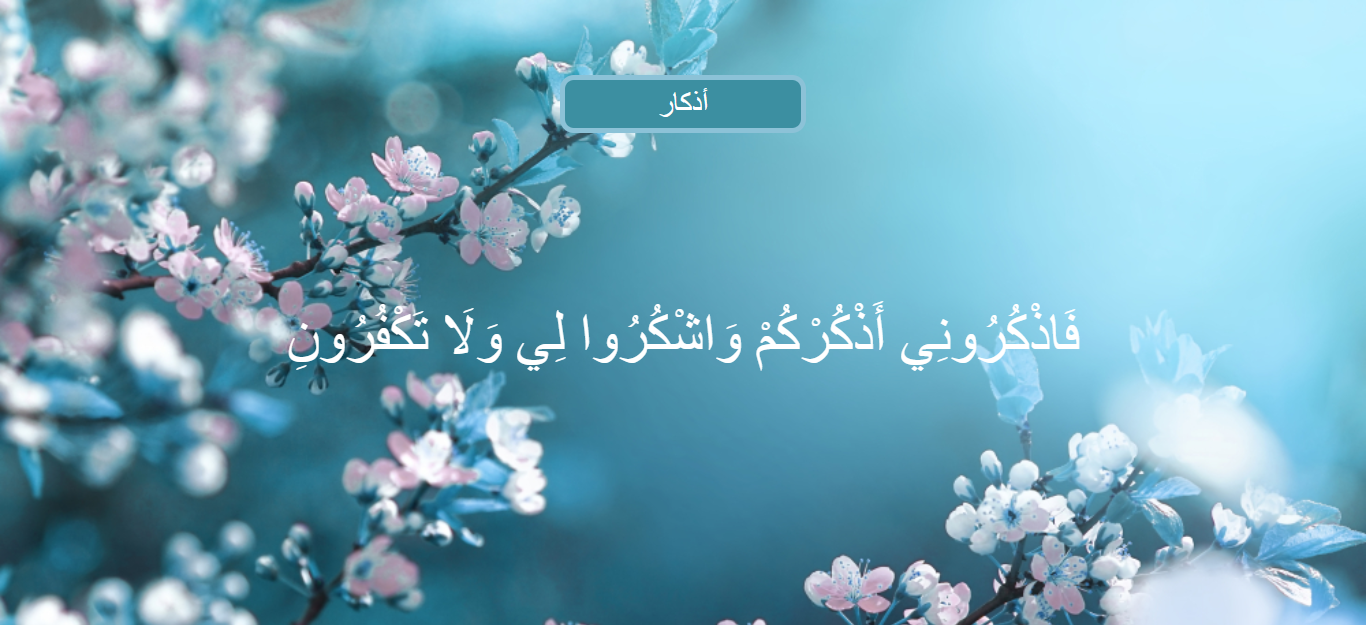 أذكار
فَاذْكُرُونِي أَذْكُرْكُمْ وَاشْكُرُوا لِي وَلَا تَكْفُرُونِ